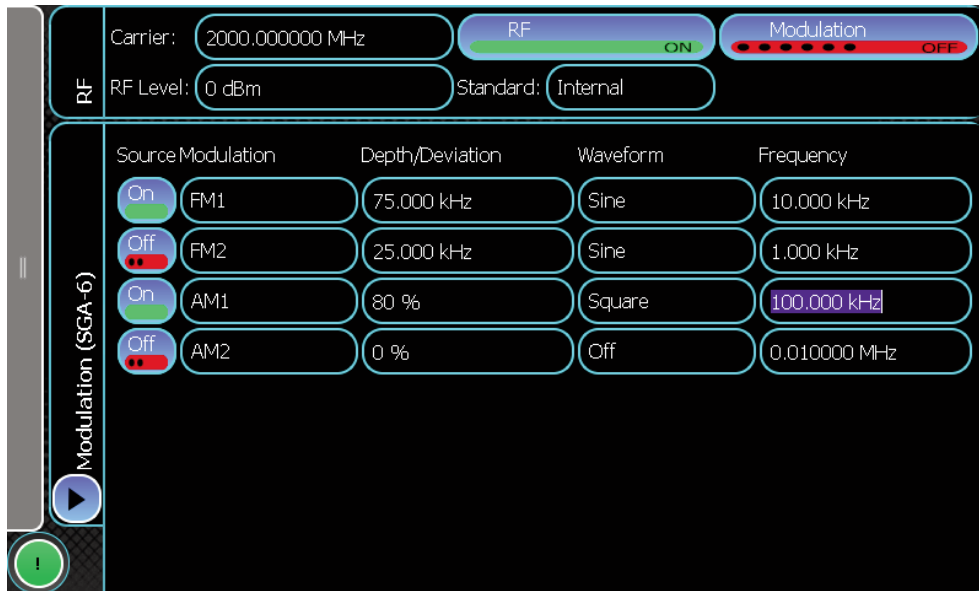 Carrier: 2000.000000 MHz RF ON Modulation OFF
RF
RF Level: 0 dBm Standard: Internal
Modulation (SGA-6)
Source Modulation Depth/Deviation Waveform Frequency
On FM1 75.000 kHz Sine 10.000 kHz
Off FM2 25.000 kHz Sine 1.000 kHz
On AM1 80 % Square 100.000 kHz
Off AM2 0 % Off 0.010000 MHz
!